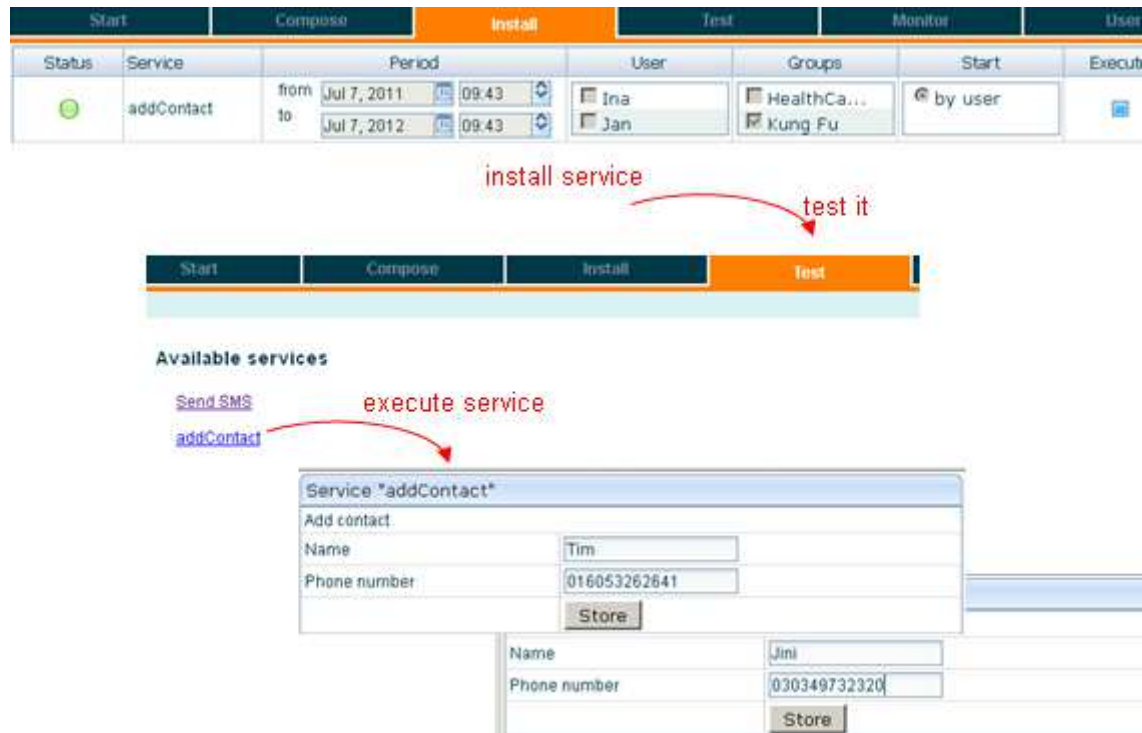 Start Compose Install Test Monitor User
Status Service Period User Groups Start Execute
addContact from Jul 7, 2011 09:43 Ina HealthCa... by user
to Jul 7, 2012 09:43 Jan Kung Fu
install service
test it
Start Compose Install Test
Available services
Send SMS
execute service
addContact
Service "addContact"
Add contact
Name Tim
Phone number 016053262641
Store
Name Jini
Phone number 030349732320
Store